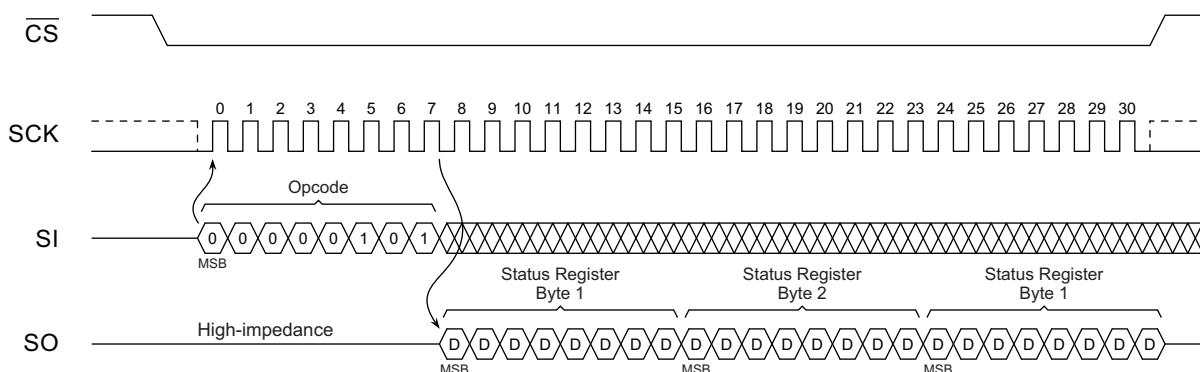 CS
0 1 2 3 4 5 6 7 8 9 10 11 12 13 14 15 16 17 18 19 20 21 22 23 24 25 26 27 28 29 30
SCK
Opcode
SI 0 0 0 0 0 1 0 1
MSB
Status Register
Byte 1
Status Register
Byte 2
Status Register
Byte 1
High-impedance
SO D D D D D D D D D D D D D D D D D D D D D D D D
MSB MSB MSB